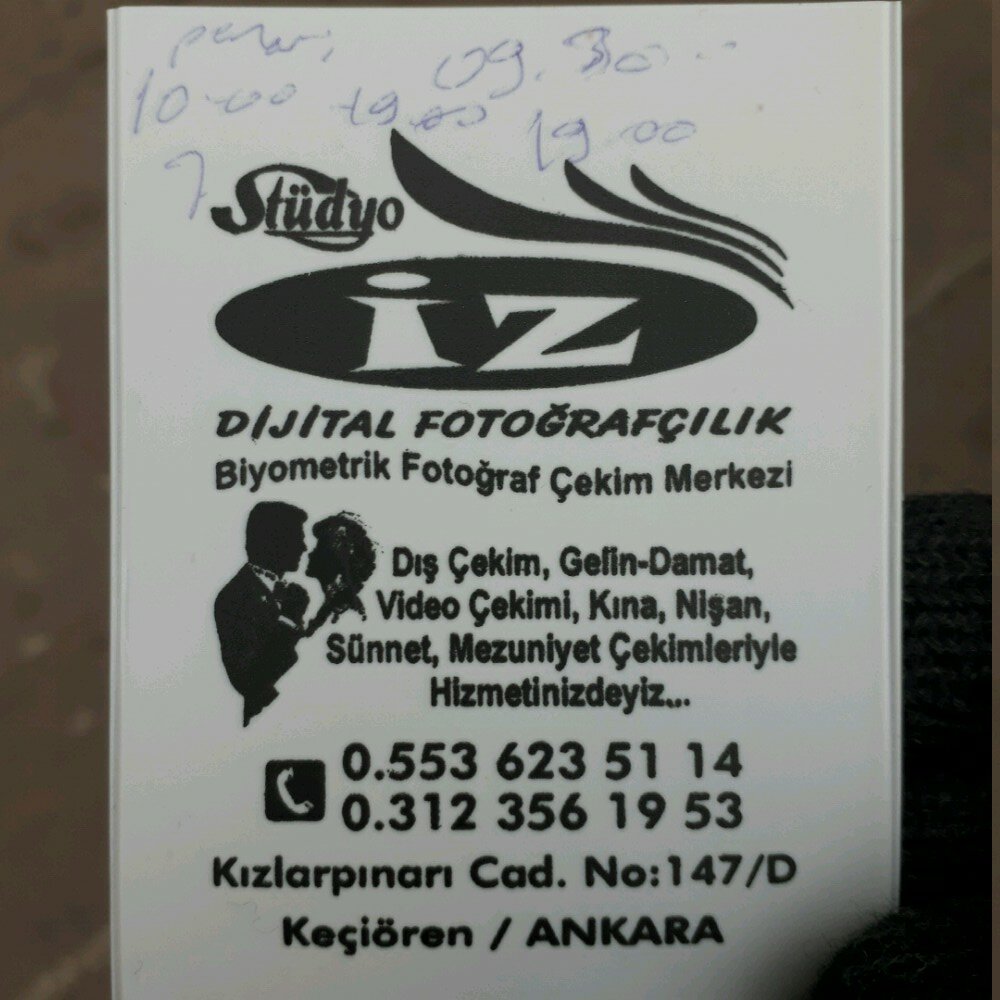 09.30
10-00 19.00 19.00
Stüdyo
iz
DİJİTAL FOTOĞRAFÇILIK
Biyometrik Fotoğraf Çekim Merkezi
Dış Çekim, Gelin-Damat,
Video Çekimi, Kına, Nişan,
Sünnet, Mezuniyet Çekimleriyle
Hizmetinizdeyiz...
0.553 623 51 14
0.312 356 19 53
Kızlarpınarı Cad. No:147/D
Keçiören / ANKARA